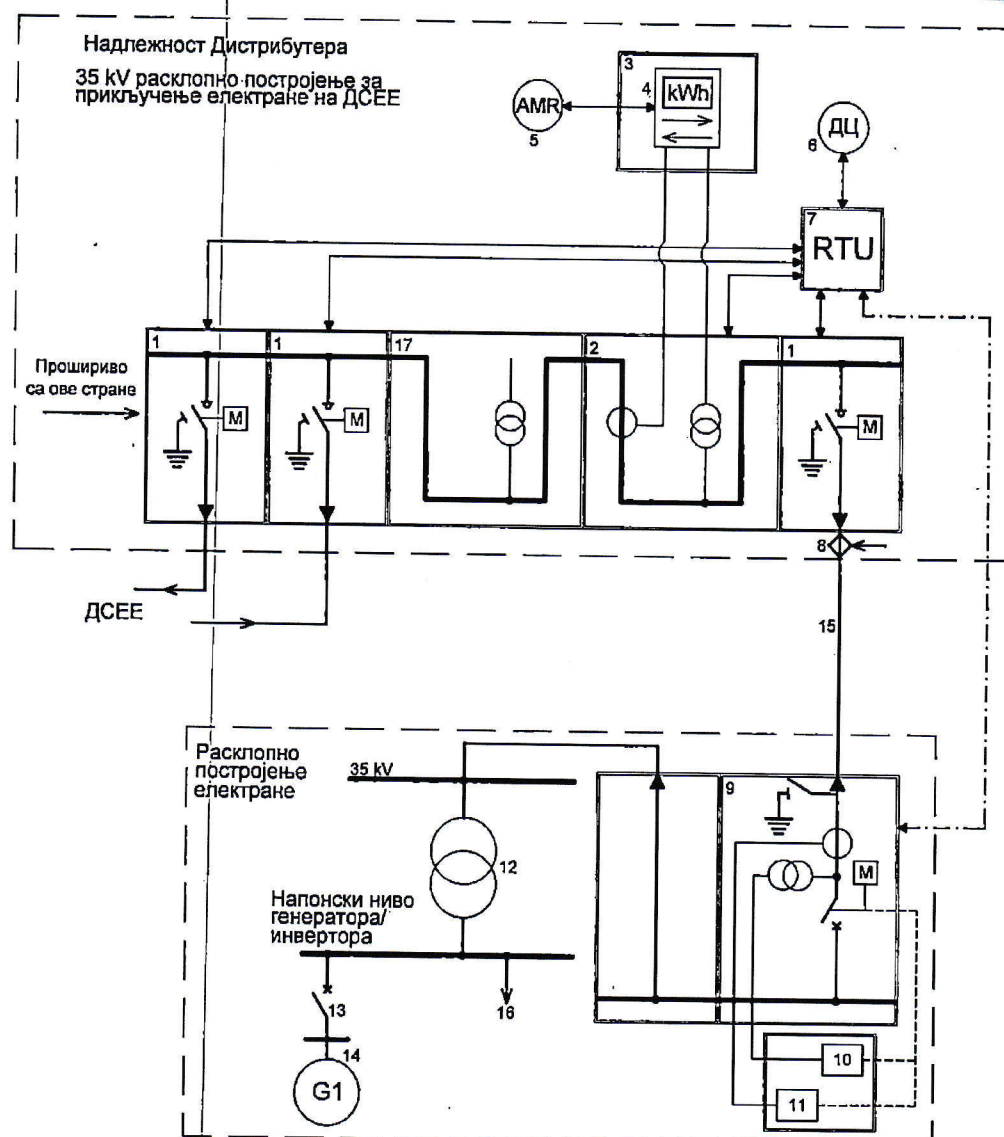 Надлежност Дистрибутера
35 kV расклопно постројење за
прикључење електране на ДСЕЕ
3
4
kWh
AMR
5
ДЦ
6
7
RTU
1
1
17
2
1
Прошириво
са ове стране
M
M
M
8
ДСЕЕ
15
Расклопно
постројење
електране
35 kV
9
12
M
Напонски ниво
генератора/
инвертора
13
16
14
G1
10
11